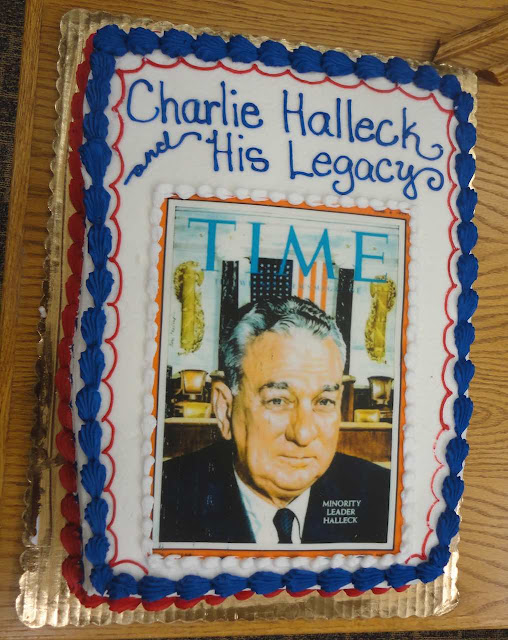 Charlie Halleck
and His Legacy
TIME
MINORITY
LEADER
HALLECK